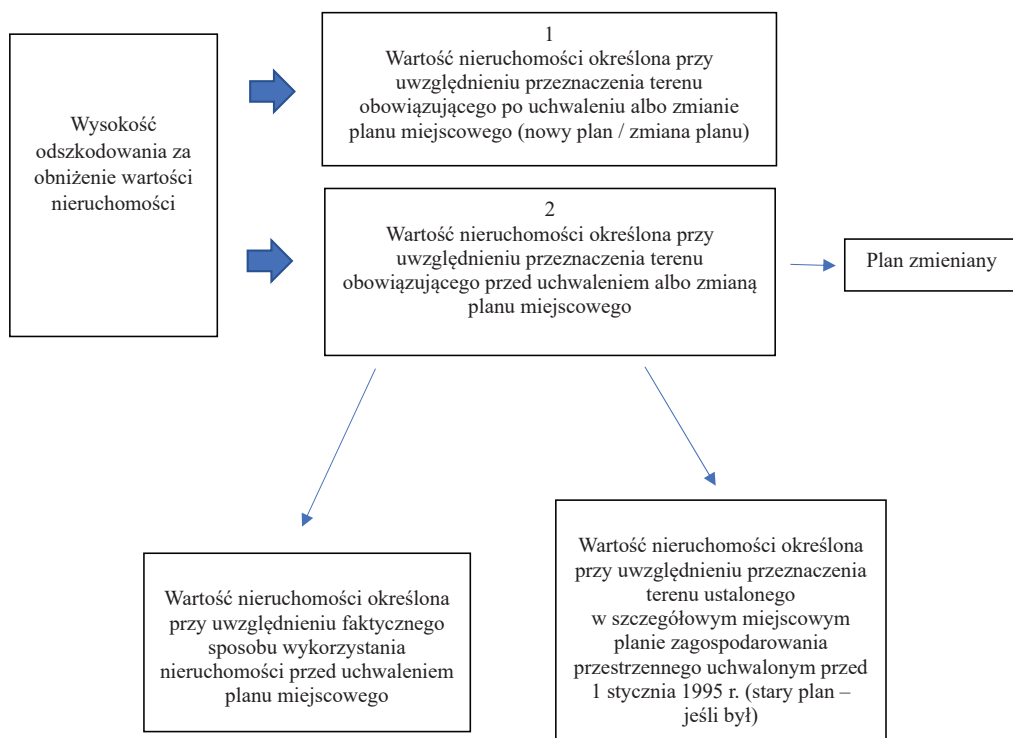 Wysokość
odszkodowania za
obniżenie wartości
nieruchomości
1
Wartość nieruchomości określona przy
uwzględnieniu przeznaczenia terenu
obowiązującego po uchwaleniu albo zmianie
planu miejscowego (nowy plan / zmiana planu)
2
Wartość nieruchomości określona przy
uwzględnieniu przeznaczenia terenu
obowiązującego przed uchwaleniem albo zmianą
planu miejscowego
Plan zmieniany
Wartość nieruchomości określona
przy uwzględnieniu faktycznego
sposobu wykorzystania
nieruchomości przed uchwaleniem
planu miejscowego
Wartość nieruchomości określona
przy uwzględnieniu przeznaczenia
terenu ustalonego
w szczegółowym miejscowym
planie zagospodarowania
przestrzennego uchwalonym przed
1 stycznia 1995 r. (stary plan –
jeśli był)